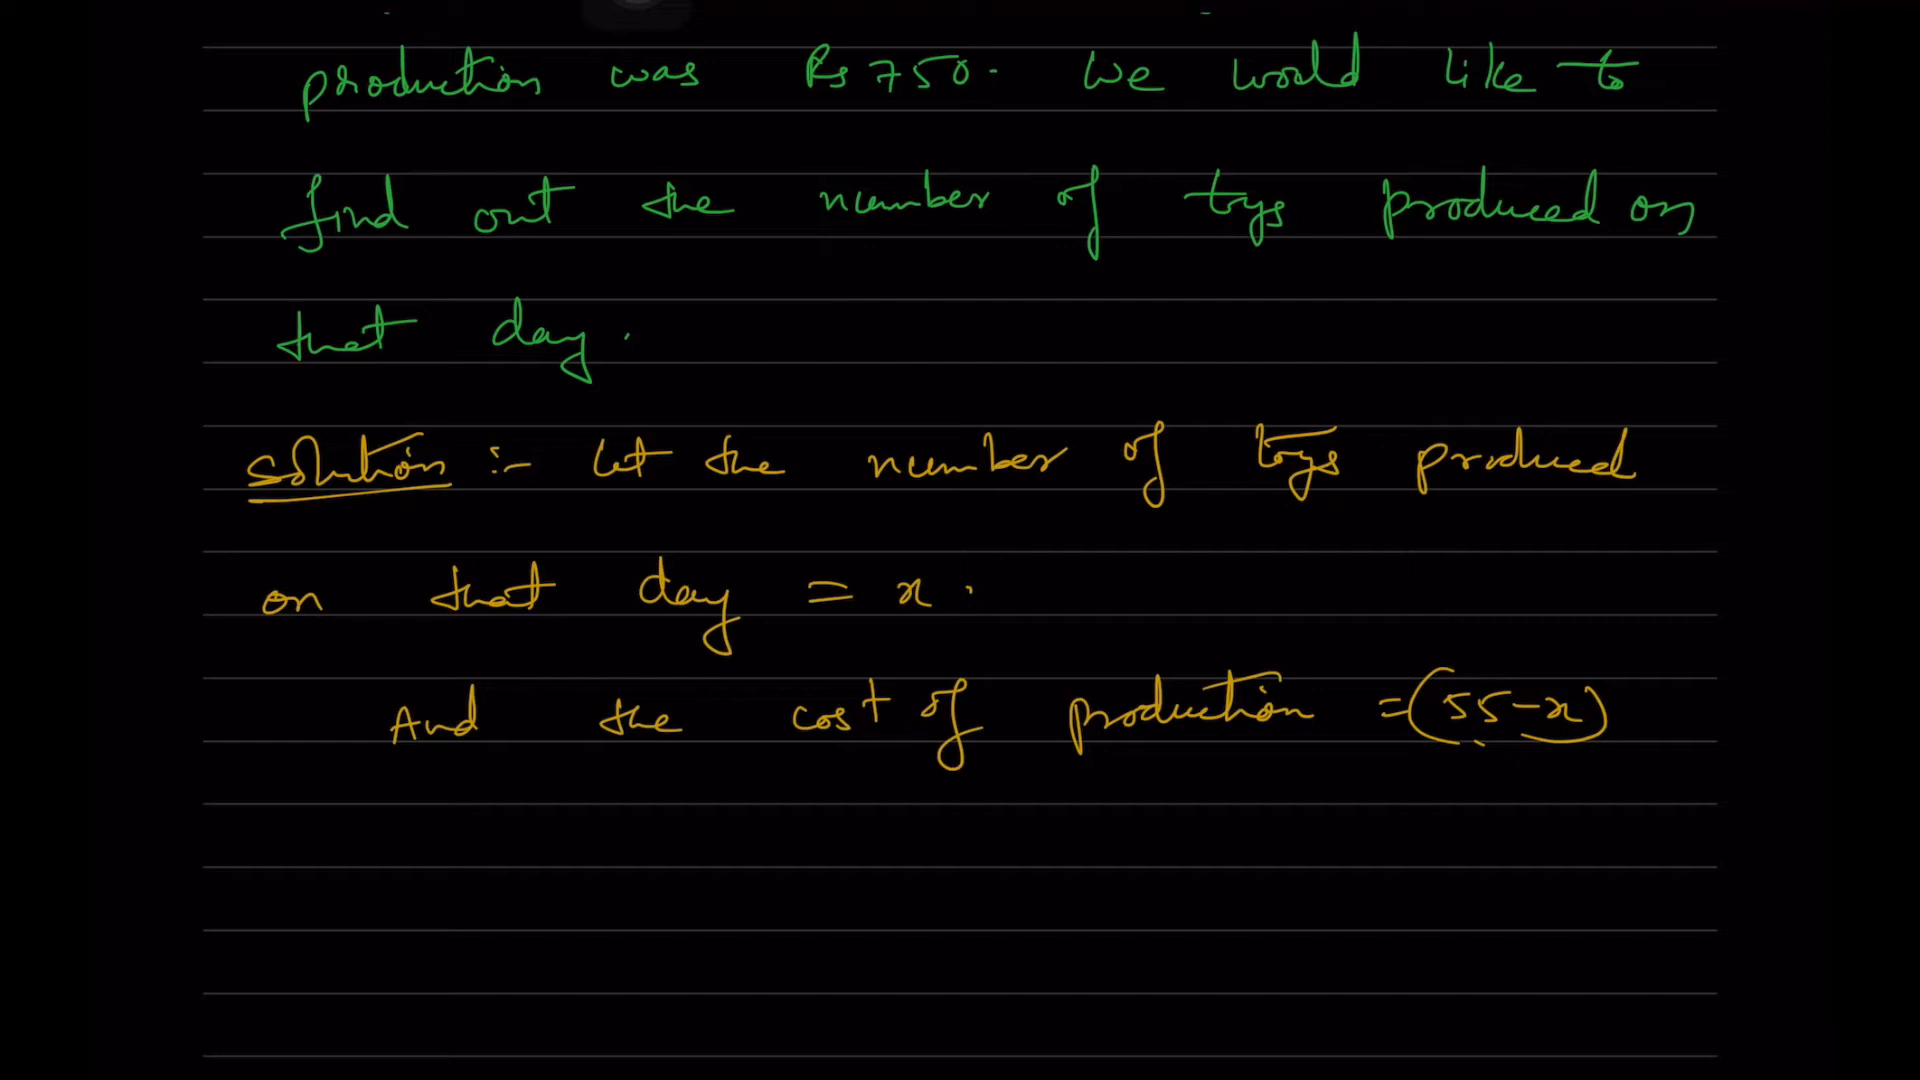 production was Rs 750. We would like to
find out the number of toys produced on
that day.
Solution :- let the number of toys produced
on that day = x.
And the cost of production = (55-x)